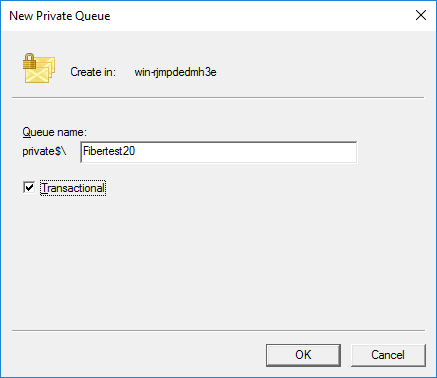 New Private Queue
Create in: win-rjmpdedmh3e
Queue name:
private$\ Fibertest20
Transactional
OK Cancel